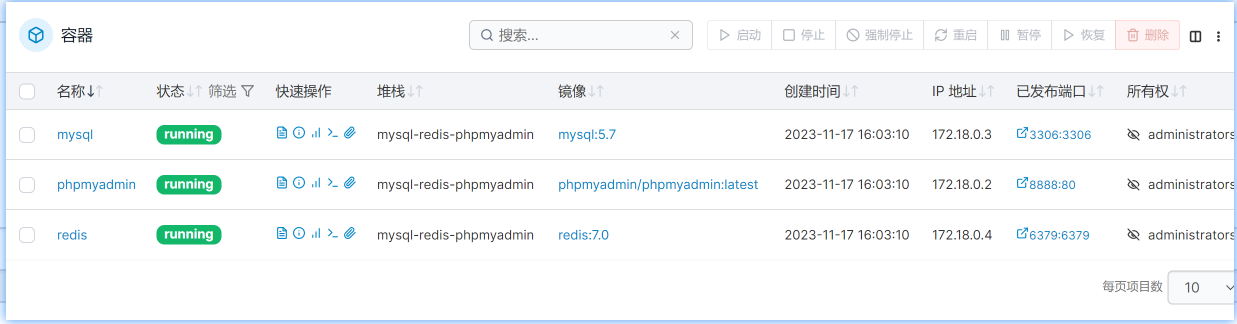 容器 搜索... 启动 停止 强制停止 重启 暂停 恢复 删除
名称 状态 筛选 快速操作 堆栈 镜像 创建时间 IP 地址 已发布端口 所有权
mysql running mysql-redis-phpmyadmin mysql:5.7 2023-11-17 16:03:10 172.18.0.3 3306:3306 administrators
phpmyadmin running mysql-redis-phpmyadmin phpmyadmin/phpmyadmin:latest 2023-11-17 16:03:10 172.18.0.2 8888:80 administrators
redis running mysql-redis-phpmyadmin redis:7.0 2023-11-17 16:03:10 172.18.0.4 6379:6379 administrators
每页项目数 10